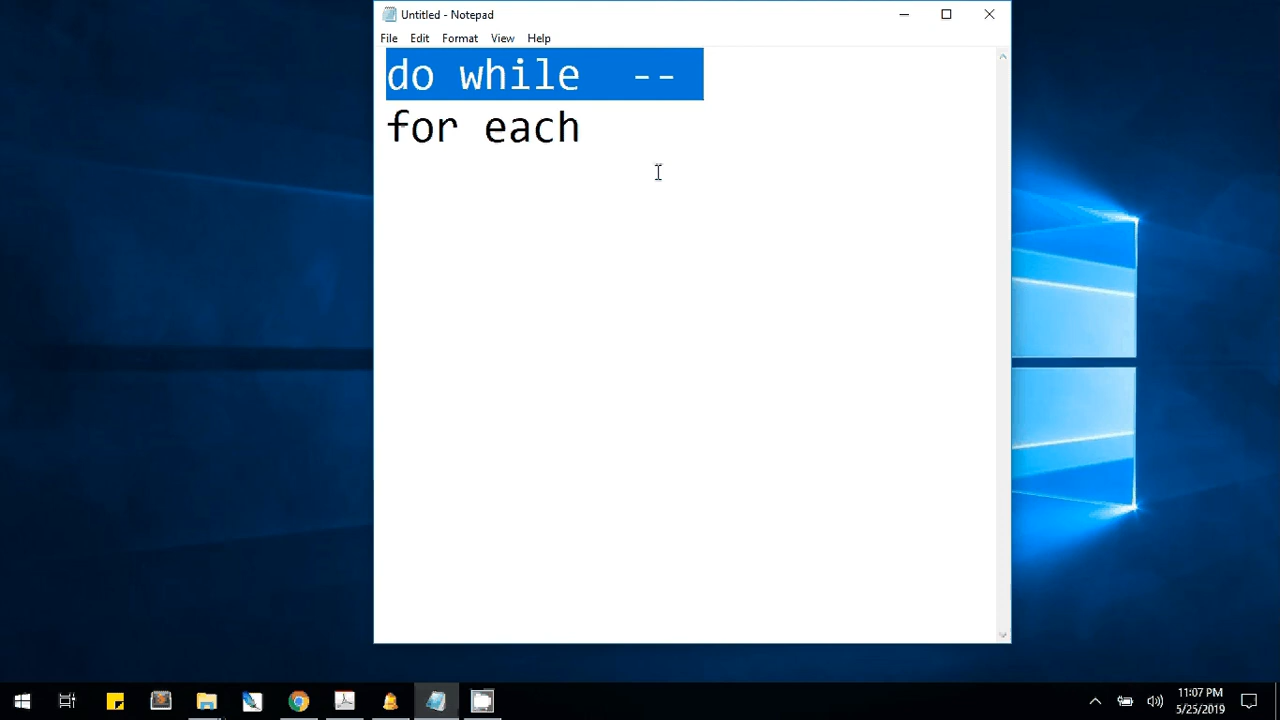 Untitled - Notepad
File Edit Format View Help
do while  --
for each
11:07 PM
5/25/2019